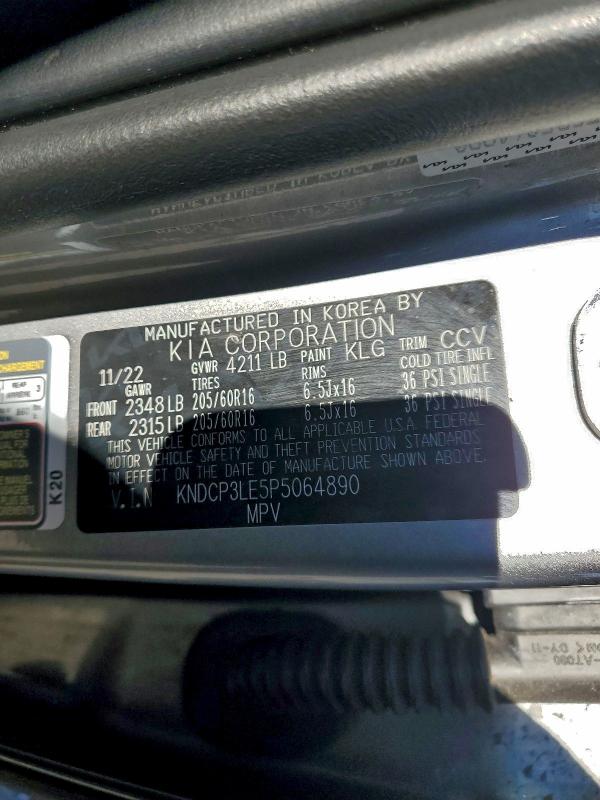 MANUFACTURED IN KOREA BY
KIA CORPORATION
11/22 GVWR 4211 LB PAINT KLG TRIM CCV
GAWR TIRES RIMS COLD TIRE INFL
FRONT 2348 LB 205/60R16 6.5Jx16 36 PSI SINGLE
REAR 2315 LB 205/60R16 6.5Jx16 36 PSI SINGLE
THIS VEHICLE CONFORMS TO ALL APPLICABLE U.S.A. FEDERAL
MOTOR VEHICLE SAFETY AND THEFT PREVENTION STANDARDS
IN EFFECT ON THE DATE OF MANUFACTURE SHOWN ABOVE.
V.I.N KNDCP3LE5P5064890
MPV
K20